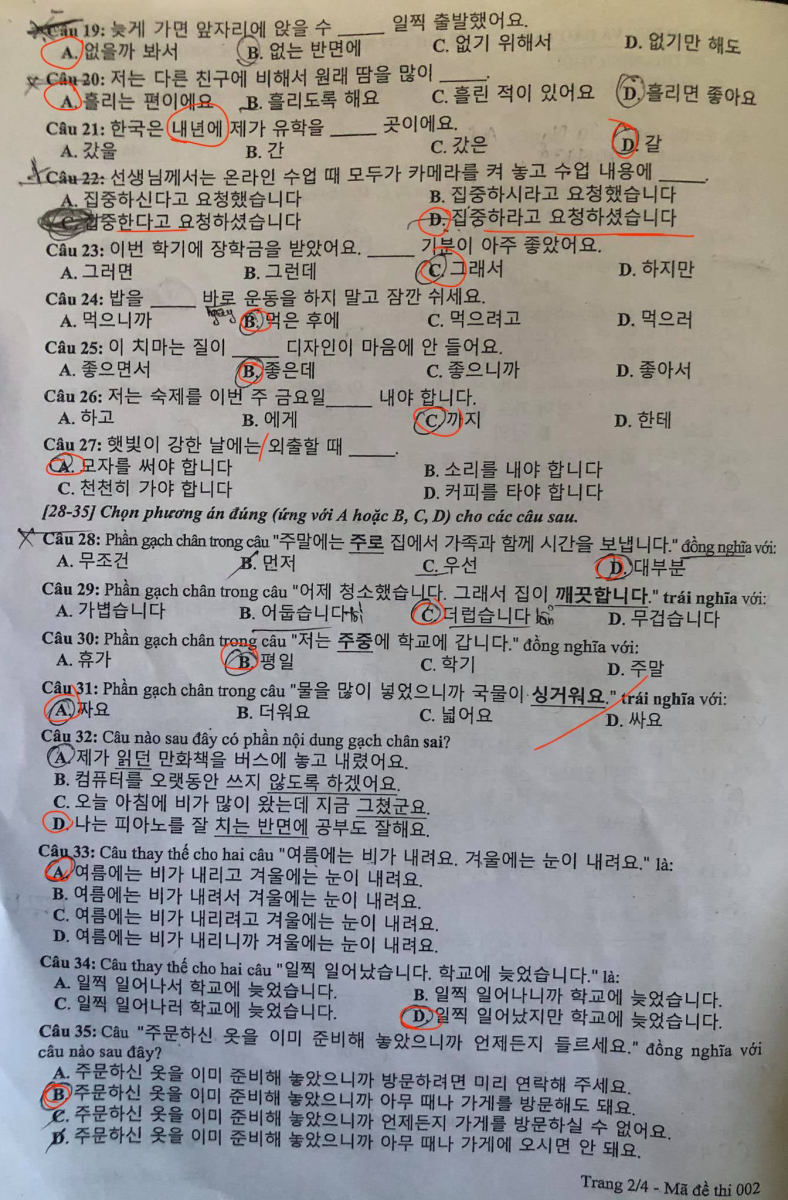 Câu 19: 늦게 가면 앞자리에 앉을 수 _____ 일찍 출발했어요.
A. 없을까 봐서 B. 없는 반면에 C. 없기 위해서 D. 없기만 해도
Câu 20: 저는 다른 친구에 비해서 원래 땀을 많이 _____.
A. 흘리는 편이에요 B. 흘리도록 해요 C. 흘린 적이 있어요 D. 흘리면 좋아요
Câu 21: 한국은 내년에 제가 유학을 _____ 곳이에요.
A. 갔을 B. 간 C. 갔은 D. 갈
Câu 22: 선생님께서는 온라인 수업 때 모두가 카메라를 켜 놓고 수업 내용에 _____.
A. 집중하신다고 요청했습니다 B. 집중하시라고 요청했습니다
C. 집중한다고 요청하셨습니다 D. 집중하라고 요청하셨습니다
Câu 23: 이번 학기에 장학금을 받았어요. _____ 기분이 아주 좋았어요.
A. 그러면 B. 그런데 C. 그래서 D. 하지만
Câu 24: 밥을 _____ 바로 운동을 하지 말고 잠깐 쉬세요.
ngay
A. 먹으니까 B. 먹은 후에 C. 먹으려고 D. 먹으러
Câu 25: 이 치마는 질이 _____ 디자인이 마음에 안 들어요.
A. 좋으면서 B. 좋은데 C. 좋으니까 D. 좋아서
Câu 26: 저는 숙제를 이번 주 금요일_____ 내야 합니다.
A. 하고 B. 에게 C. 까지 D. 한테
Câu 27: 햇빛이 강한 날에는 외출할 때 _____.
A. 모자를 써야 합니다 B. 소리를 내야 합니다
C. 천천히 가야 합니다 D. 커피를 타야 합니다
[28-35] Chọn phương án đúng (ứng với A hoặc B, C, D) cho các câu sau.
Câu 28: Phần gạch chân trong câu "주말에는 주로 집에서 가족과 함께 시간을 보냅니다." đồng nghĩa với:
A. 무조건 B. 먼저 C. 우선 D. 대부분
Câu 29: Phần gạch chân trong câu "어제 청소했습니다. 그래서 집이 깨끗합니다." trái nghĩa với:
A. 가볍습니다 B. 어둡습니다 C. 더럽습니다 D. 무겁습니다
Câu 30: Phần gạch chân trong câu "저는 주중에 학교에 갑니다." đồng nghĩa với:
A. 휴가 B. 평일 C. 학기 D. 주말
Câu 31: Phần gạch chân trong câu "물을 많이 넣었으니까 국물이 싱거워요." trái nghĩa với:
A. 짜요 B. 더워요 C. 넓어요 D. 싸요
Câu 32: Câu nào sau đây có phần nội dung gạch chân sai?
A. 제가 읽던 만화책을 버스에 놓고 내렸어요.
B. 컴퓨터를 오랫동안 쓰지 않도록 하겠어요.
C. 오늘 아침에 비가 많이 왔는데 지금 그쳤군요.
D. 나는 피아노를 잘 치는 반면에 공부도 잘해요.
Câu 33: Câu thay thế cho hai câu "여름에는 비가 내려요. 겨울에는 눈이 내려요." là:
A. 여름에는 비가 내리고 겨울에는 눈이 내려요.
B. 여름에는 비가 내려서 겨울에는 눈이 내려요.
C. 여름에는 비가 내리려고 겨울에는 눈이 내려요.
D. 여름에는 비가 내리니까 겨울에는 눈이 내려요.
Câu 34: Câu thay thế cho hai câu "일찍 일어났습니다. 학교에 늦었습니다." là:
A. 일찍 일어나서 학교에 늦었습니다. B. 일찍 일어나니까 학교에 늦었습니다.
C. 일찍 일어나러 학교에 늦었습니다. D. 일찍 일어났지만 학교에 늦었습니다.
Câu 35: Câu "주문하신 옷을 이미 준비해 놓았으니까 언제든지 들르세요." đồng nghĩa với
câu nào sau đây?
A. 주문하신 옷을 이미 준비해 놓았으니까 방문하려면 미리 연락해 주세요.
B. 주문하신 옷을 이미 준비해 놓았으니까 아무 때나 가게를 방문해도 돼요.
C. 주문하신 옷을 이미 준비해 놓았으니까 언제든지 가게를 방문하실 수 없어요.
D. 주문하신 옷을 이미 준비해 놓았으니까 아무 때나 가게에 오시면 안 돼요.
Trang 2/4 - Mã đề thi 002